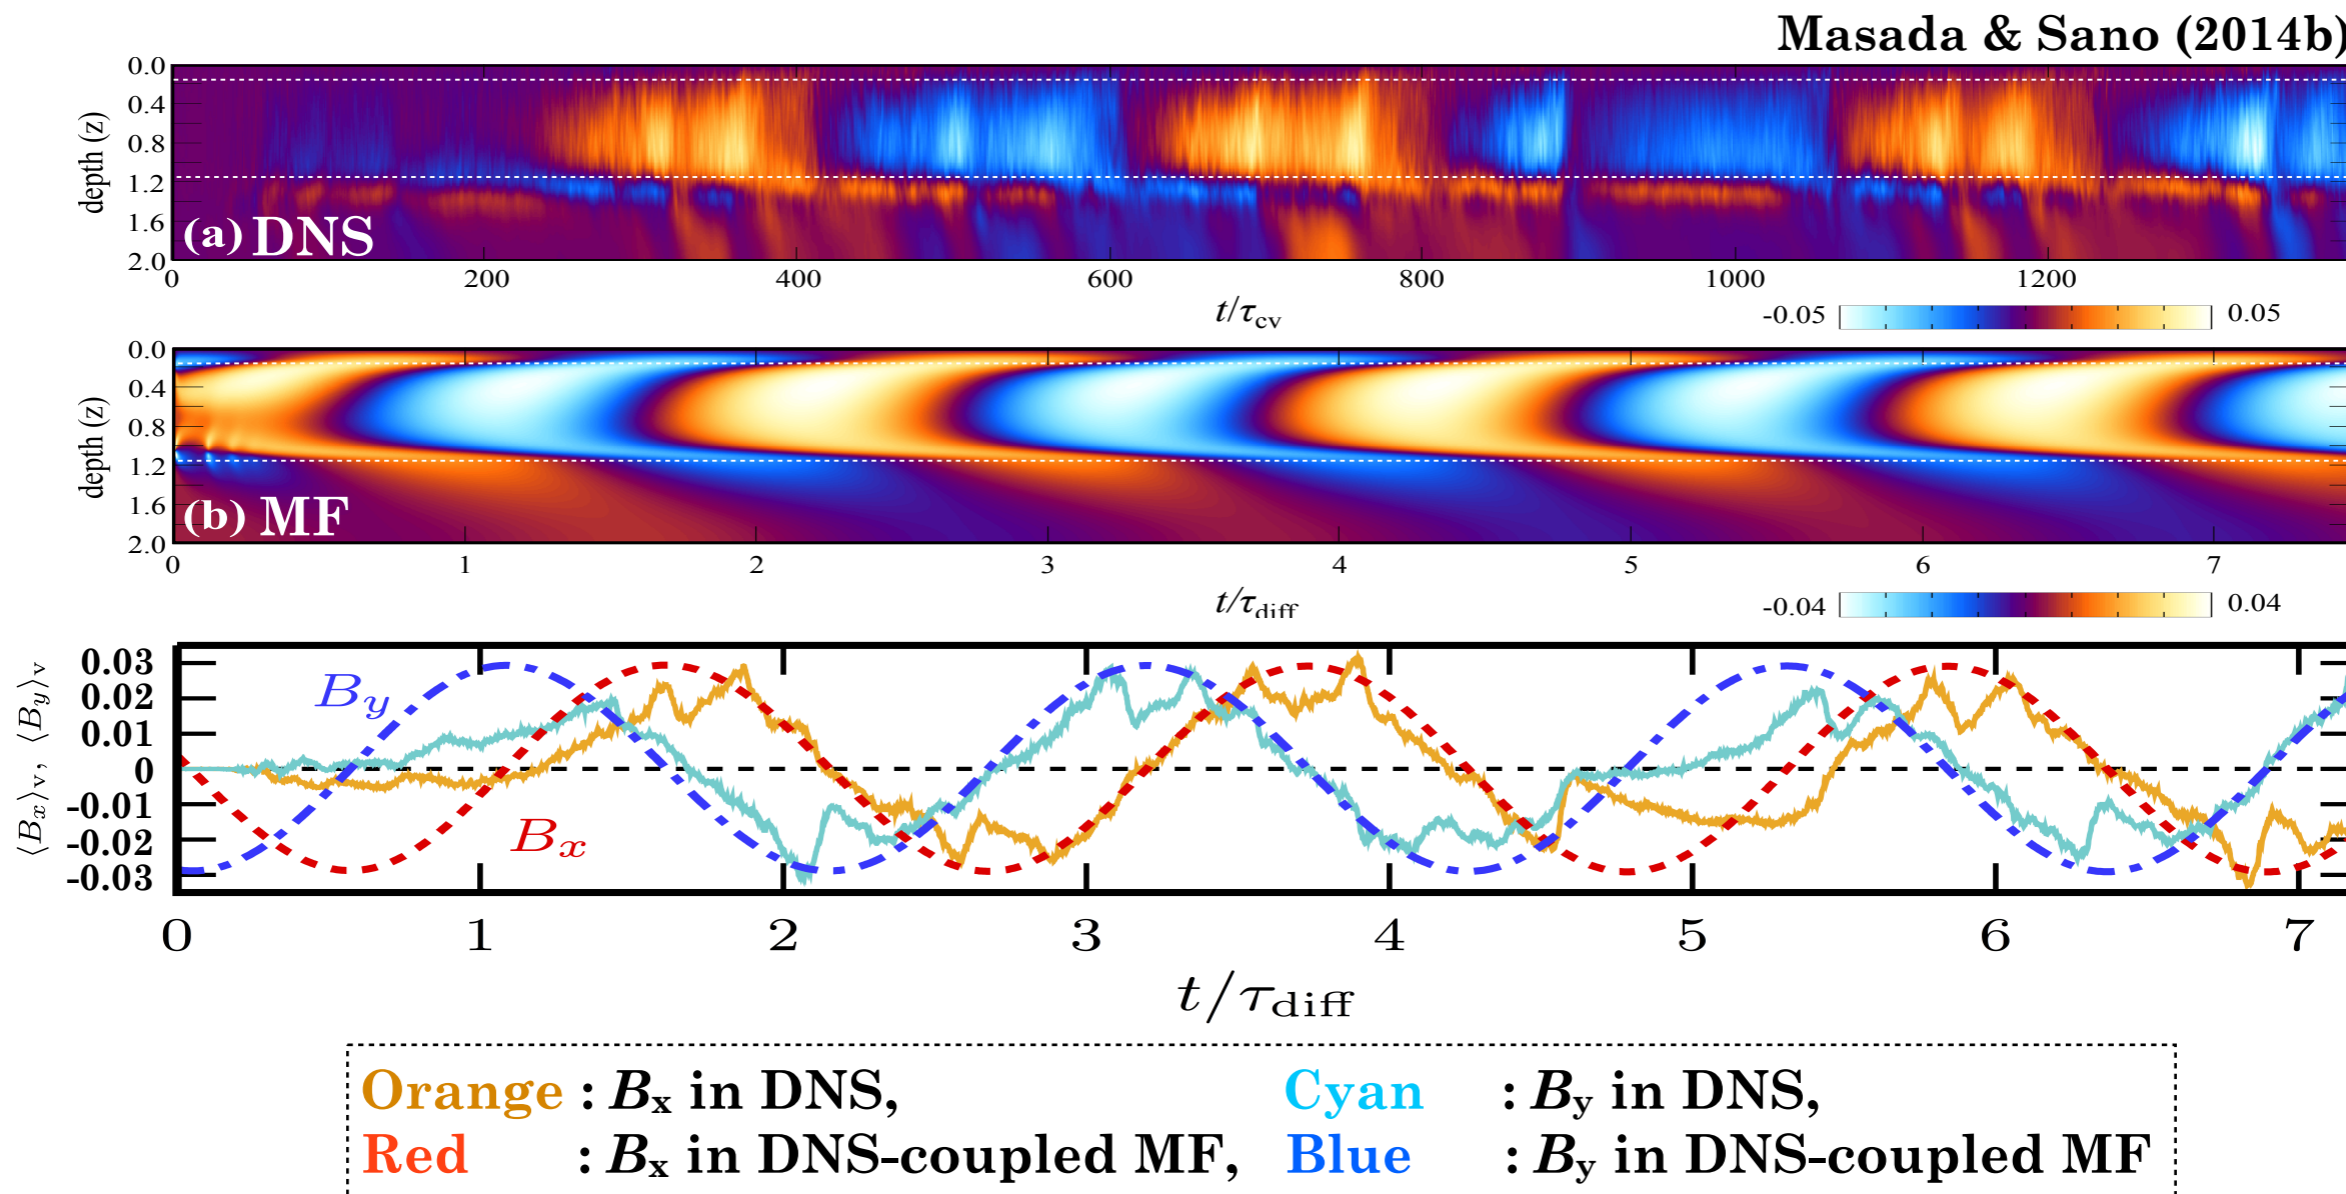 Masada & Sano (2014b)
0.0
0.4
0.8
1.2
1.6
2.0
depth (z)
(a) DNS
0 200 400 600 800 1000 1200
t/τcv
-0.05 0.05
0.0
0.4
0.8
1.2
1.6
2.0
depth (z)
(b) MF
0 1 2 3 4 5 6 7
t/τdiff
-0.04 0.04
0.03
0.02
0.01
0
-0.01
-0.02
-0.03
⟨Bx⟩v, ⟨By⟩v
By
Bx
0 1 2 3 4 5 6 7
t/τdiff
Orange : Bx in DNS, Cyan : By in DNS,
Red : Bx in DNS-coupled MF, Blue : By in DNS-coupled MF